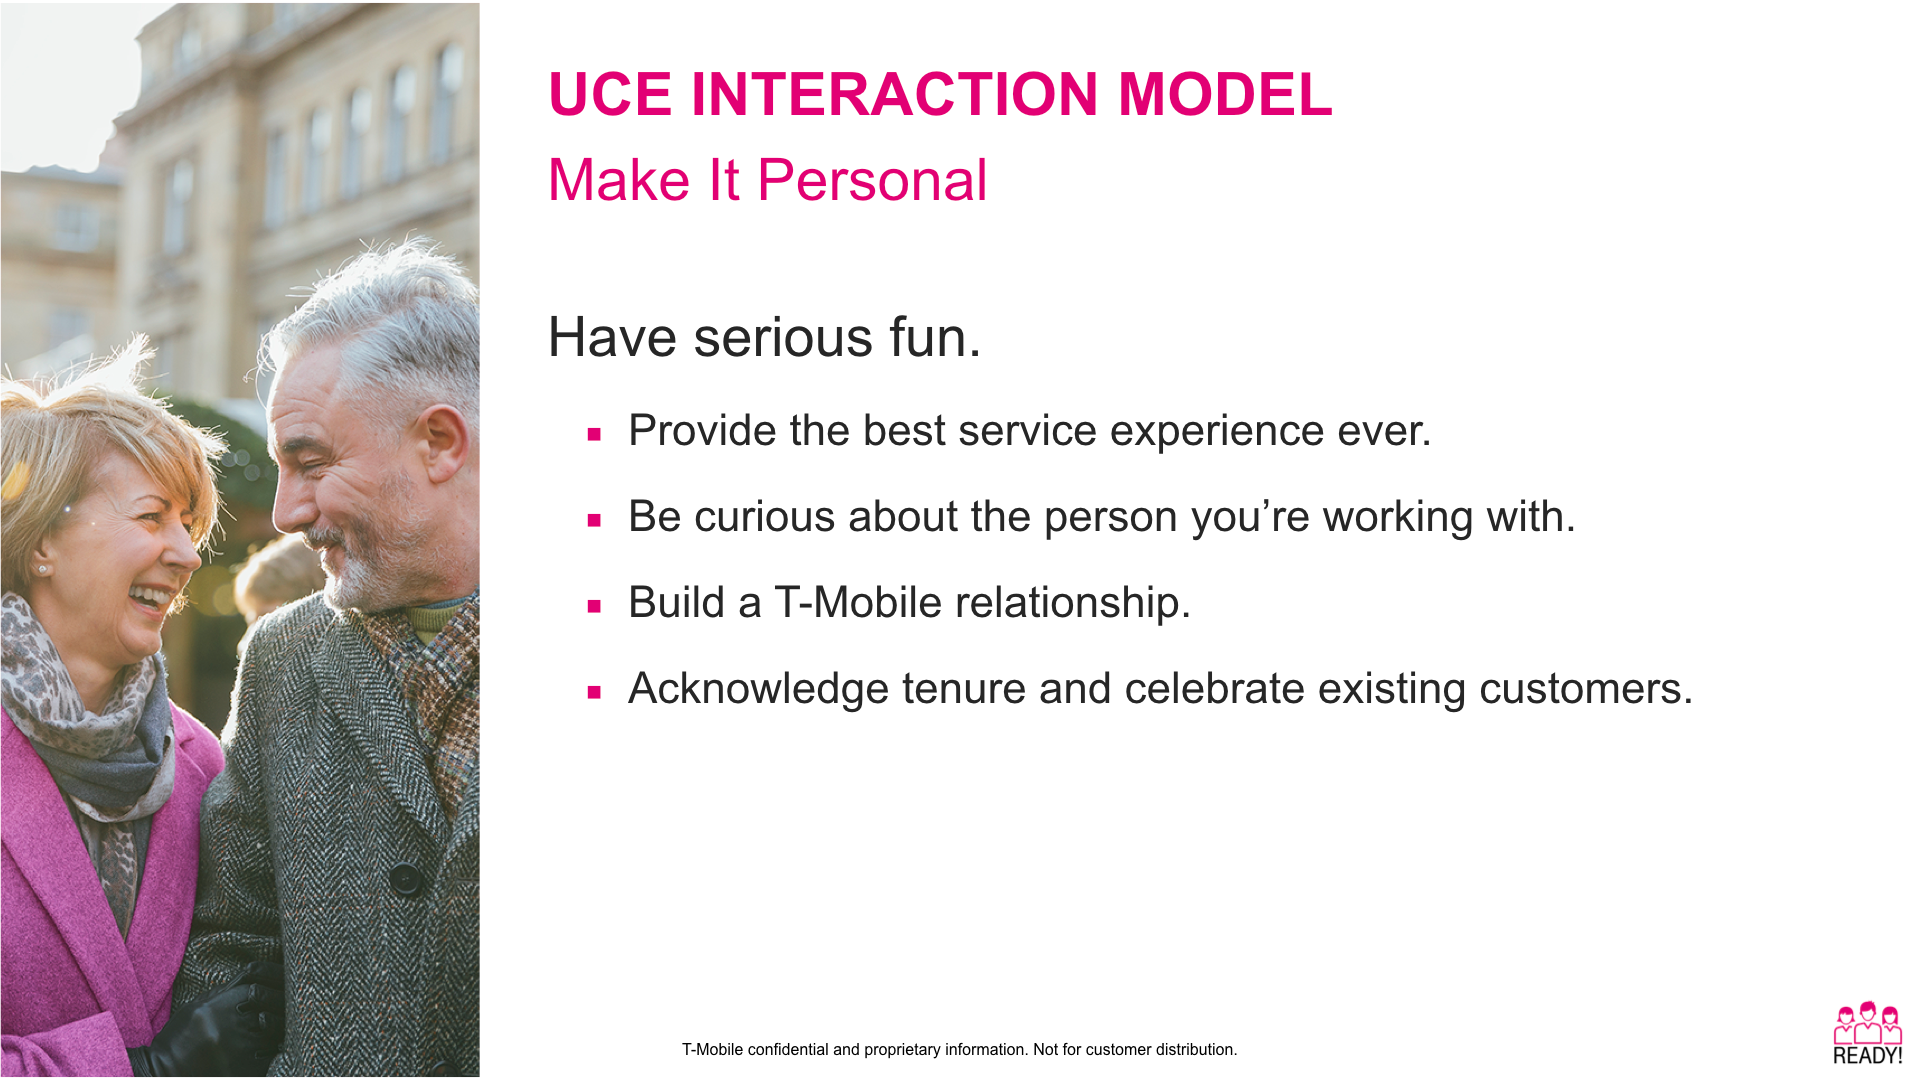 UCE INTERACTION MODEL
Make It Personal
Have serious fun.
▪ Provide the best service experience ever.
▪ Be curious about the person you’re working with.
▪ Build a T-Mobile relationship.
▪ Acknowledge tenure and celebrate existing customers.
T-Mobile confidential and proprietary information. Not for customer distribution.
READY!